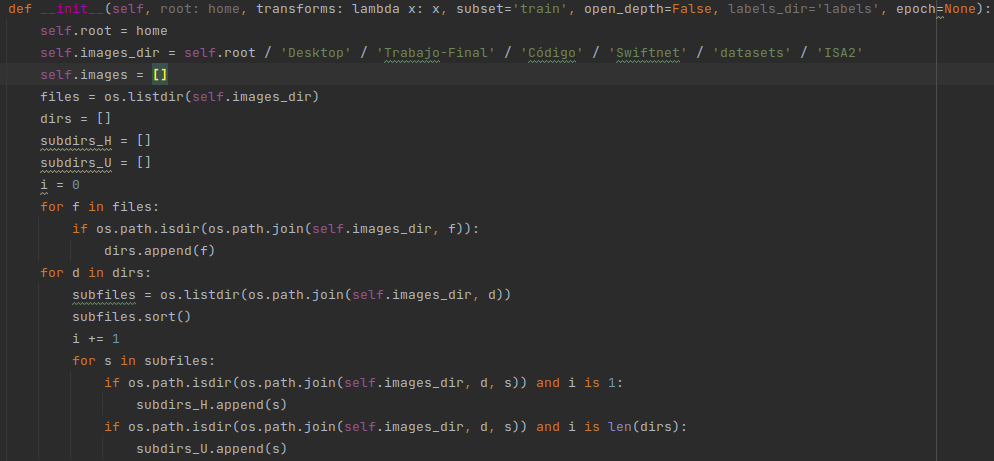 def __init__(self, root: home, transforms: lambda x: x, subset='train', open_depth=False, labels_dir='labels', epoch=None):
    self.root = home
    self.images_dir = self.root / 'Desktop' / 'Trabajo-Final' / 'Código' / 'Swiftnet' / 'datasets' / 'ISA2'
    self.images = []
    files = os.listdir(self.images_dir)
    dirs = []
    subdirs_H = []
    subdirs_U = []
    i = 0
    for f in files:
        if os.path.isdir(os.path.join(self.images_dir, f)):
            dirs.append(f)
    for d in dirs:
        subfiles = os.listdir(os.path.join(self.images_dir, d))
        subfiles.sort()
        i += 1
        for s in subfiles:
            if os.path.isdir(os.path.join(self.images_dir, d, s)) and i is 1:
                subdirs_H.append(s)
            if os.path.isdir(os.path.join(self.images_dir, d, s)) and i is len(dirs):
                subdirs_U.append(s)